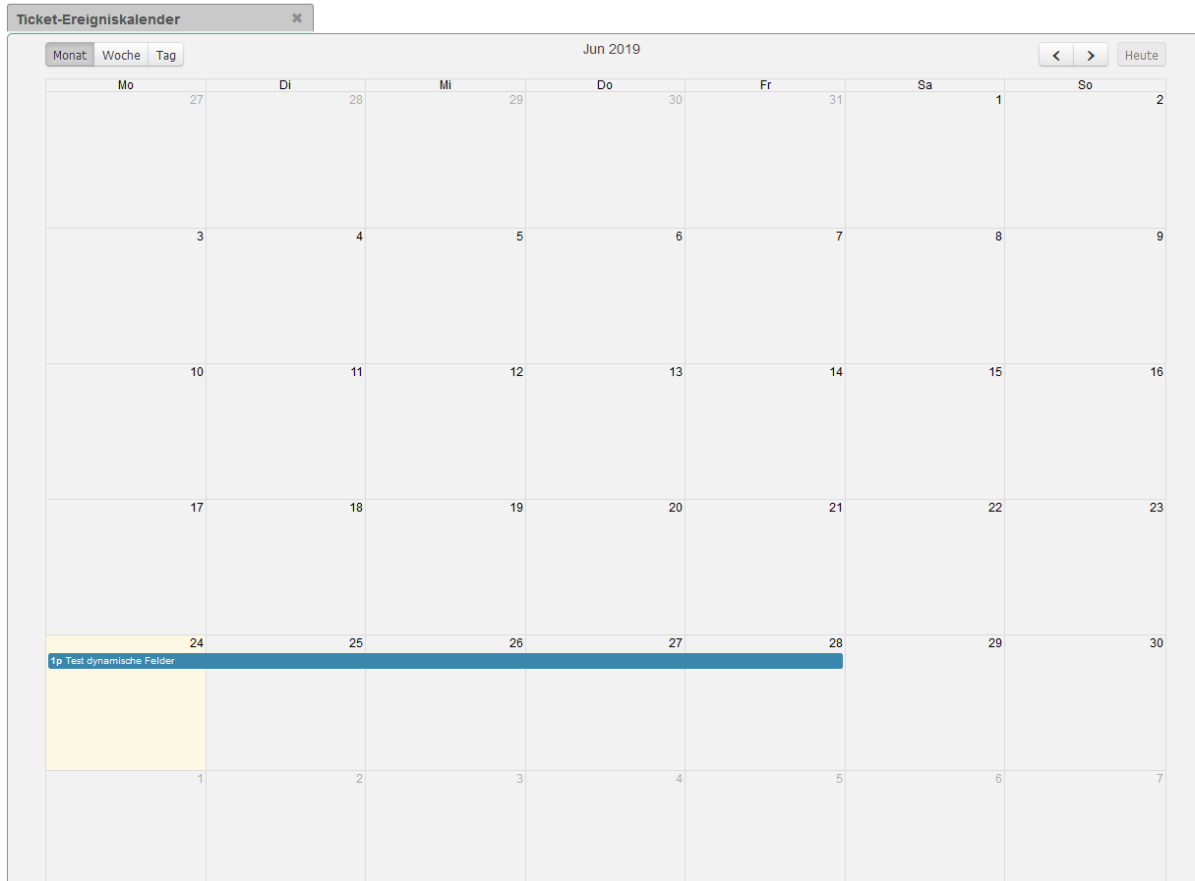 Ticket-Ereigniskalender
Monat Woche Tag Jun 2019 Heute
Mo Di Mi Do Fr Sa So
27 28 29 30 31 1 2
3 4 5 6 7 8 9
10 11 12 13 14 15 16
17 18 19 20 21 22 23
24 25 26 27 28 29 30
1p Test dynamische Felder
1 2 3 4 5 6 7